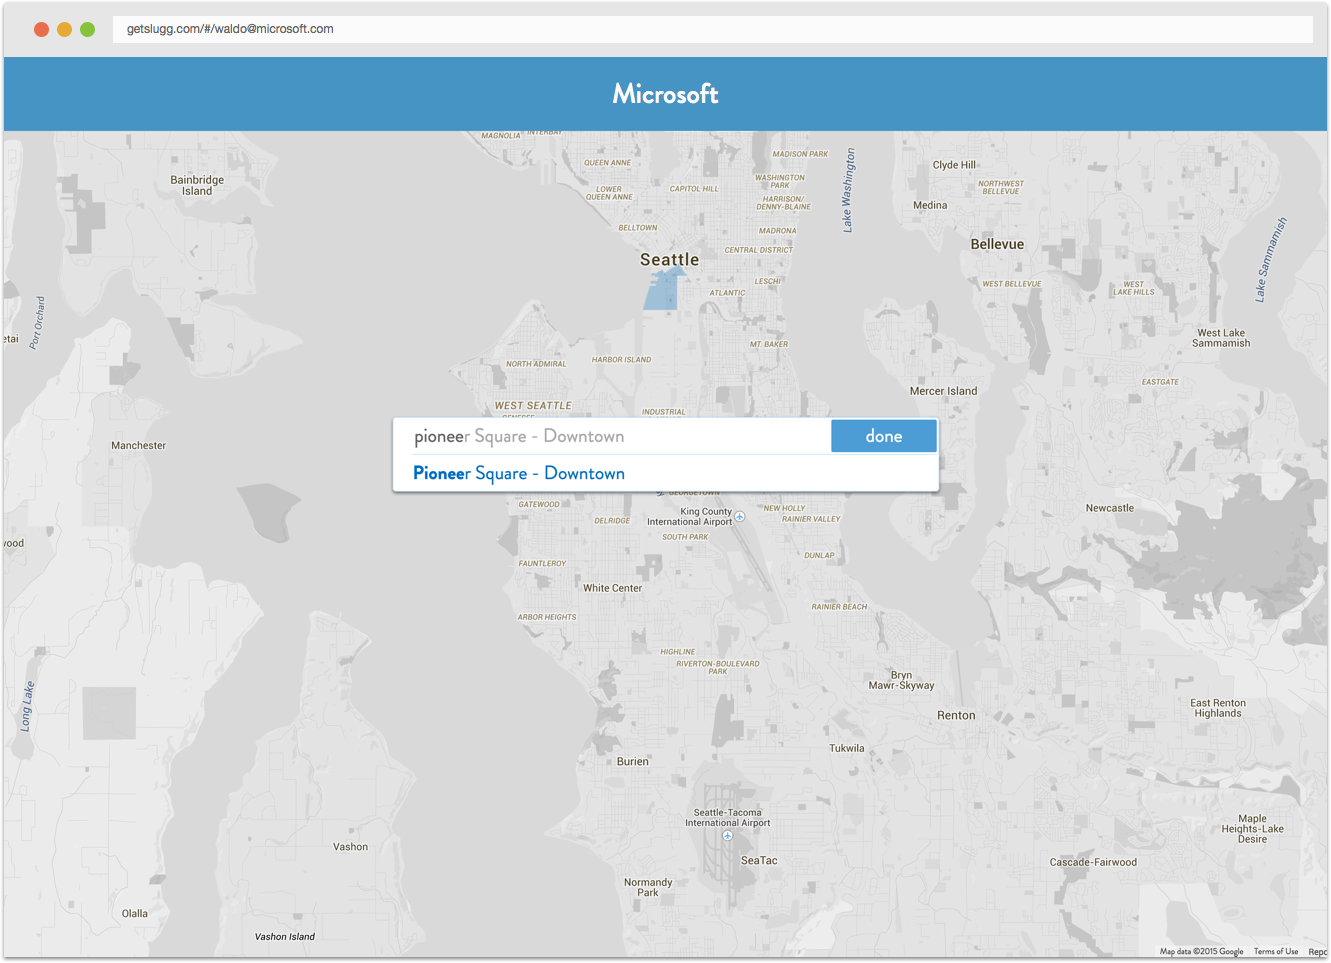 getslugg.com/#/waldo@microsoft.com
Microsoft
MAGNOLIA
INTERBAY
QUEEN ANNE
MADISON PARK
Clyde Hill
Lake Washington
Bainbridge
Island
LOWER
QUEEN ANNE
CAPITOL HILL
WASHINGTON
PARK
NORTHWEST
BELLEVUE
HARRISON/
DENNY-BLAINE
Medina
BELLTOWN
MADRONA
Bellevue
Seattle
CENTRAL DISTRICT
Lake Sammamish
LESCHI
WEST BELLEVUE
WEST
LAKE HILLS
ATLANTIC
Port Orchard
etai
West Lake
Sammamish
MT. BAKER
HARBOR ISLAND
NORTH ADMIRAL
EASTGATE
Mercer Island
WEST SEATTLE
INDUSTRIAL
pioneer Square - Downtown
done
Pioneer Square - Downtown
Manchester
GEORGETOWN
GATEWOOD
King County
International Airport
NEW HOLLY
RAINIER VALLEY
Newcastle
DELRIDGE
SOUTH PARK
wood
DUNLAP
FAUNTLEROY
White Center
RAINIER BEACH
ARBOR HEIGHTS
HIGHLINE
RIVERTON-BOULEVARD
PARK
Bryn
Mawr-Skyway
Long Lake
East Renton
Highlands
Renton
Tukwila
Burien
Seattle-Tacoma
International Airport
Maple
Heights-Lake
Desire
Vashon
SeaTac
Cascade-Fairwood
Normandy
Park
Olalla
Vashon Island
Map data ©2015 Google
Terms of Use
Repo